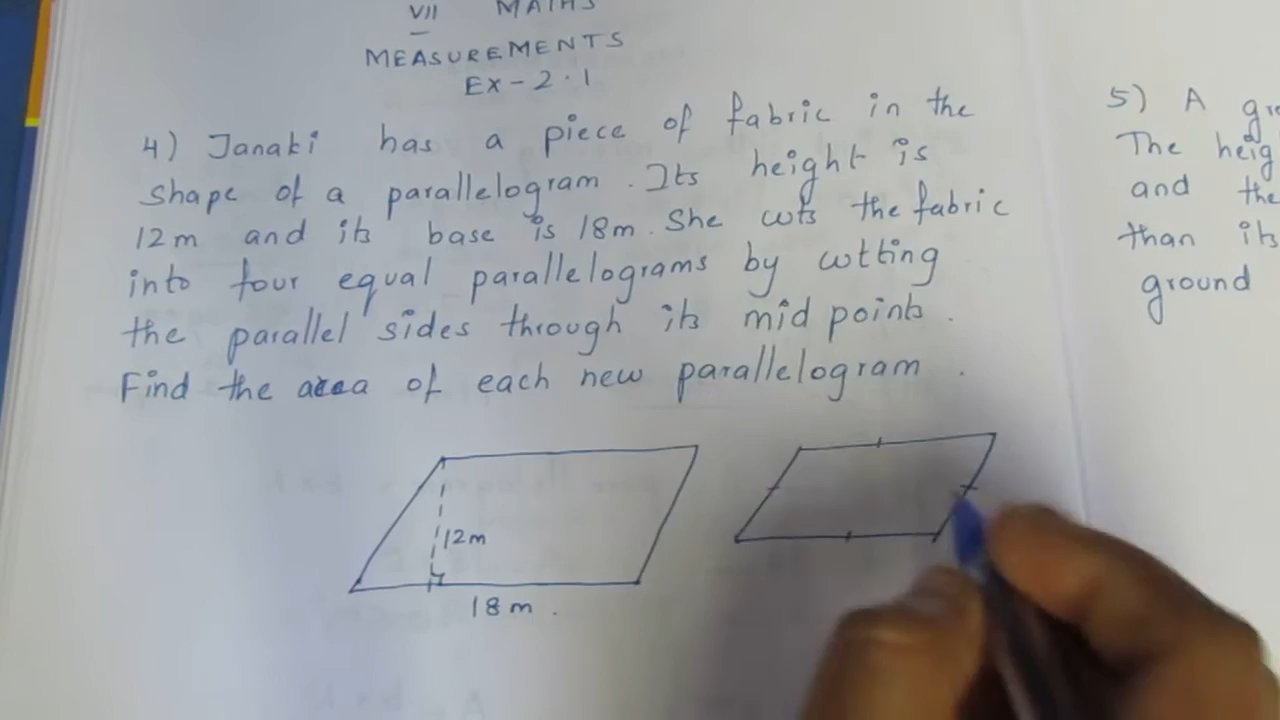 VII MATHS
MEASUREMENTS
EX - 2.1
4) Janaki has a piece of fabric in the
shape of a parallelogram. Its height is
12m and its base is 18m. She cuts the fabric
into four equal parallelograms by cutting
the parallel sides through its mid points.
Find the area of each new parallelogram.
12m
18m.
5) A
The
and the
than its
ground